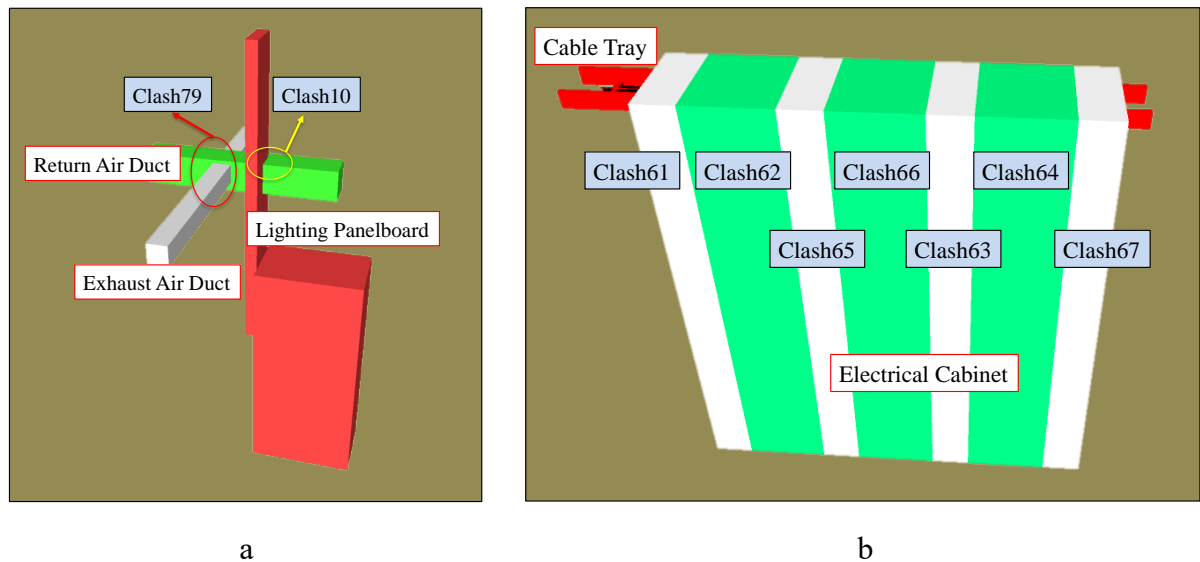 Clash79
Clash10
Return Air Duct
Lighting Panelboard
Exhaust Air Duct
a
Cable Tray
Clash61
Clash62
Clash66
Clash64
Clash65
Clash63
Clash67
Electrical Cabinet
b